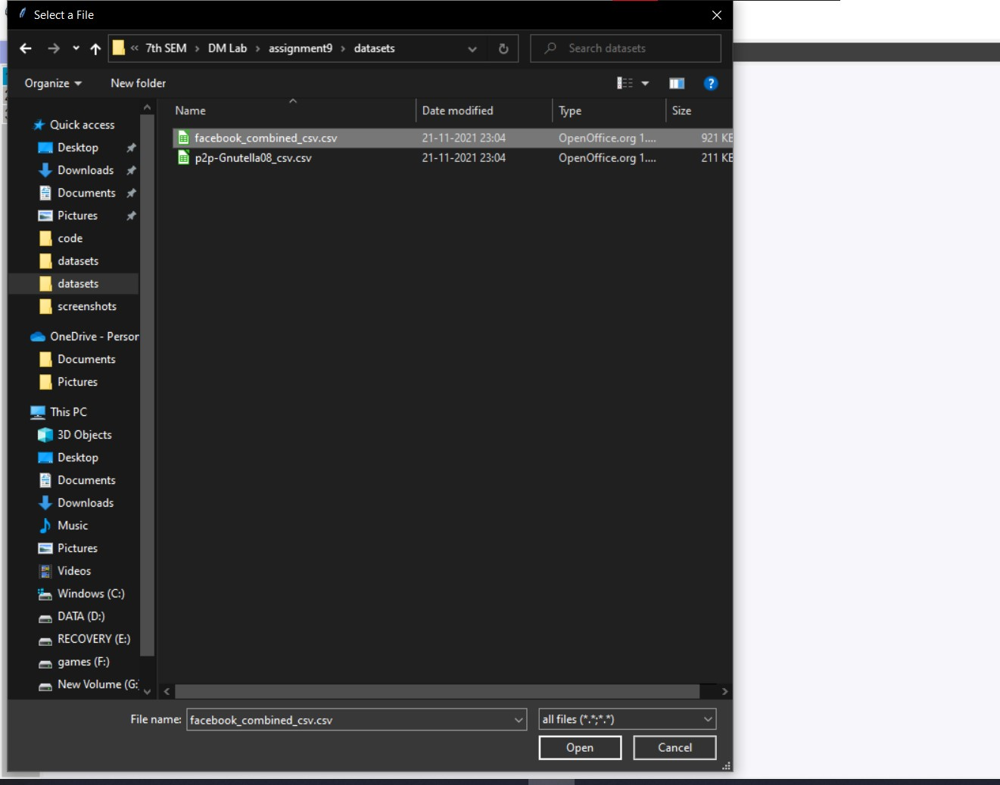 Select a File
« 7th SEM > DM Lab > assignment9 > datasets
Search datasets
Organize
New folder
Name
Date modified
Type
Size
facebook_combined_csv.csv 21-11-2021 23:04 OpenOffice.org 1.... 921 KB
p2p-Gnutella08_csv.csv 21-11-2021 23:04 OpenOffice.org 1.... 211 KB
Quick access
Desktop
Downloads
Documents
Pictures
code
datasets
datasets
screenshots
OneDrive - Person
Documents
Pictures
This PC
3D Objects
Desktop
Documents
Downloads
Music
Pictures
Videos
Windows (C:)
DATA (D:)
RECOVERY (E:)
games (F:)
New Volume (G:)
File name: facebook_combined_csv.csv
all files (*.*;*.*)
Open
Cancel